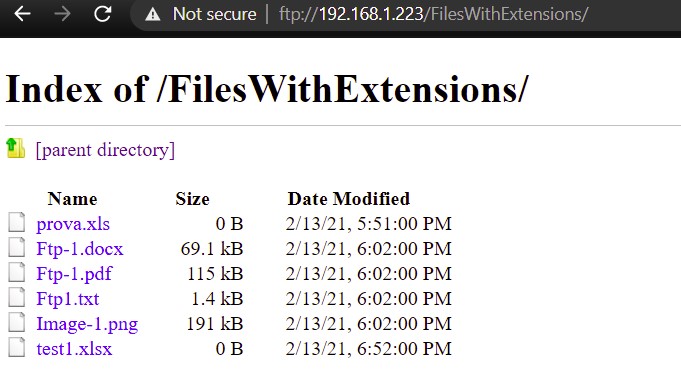 Not secure | ftp://192.168.1.223/FilesWithExtensions/
Index of /FilesWithExtensions/
[parent directory]
Name Size Date Modified
prova.xls 0 B 2/13/21, 5:51:00 PM
Ftp-1.docx 69.1 kB 2/13/21, 6:02:00 PM
Ftp-1.pdf 115 kB 2/13/21, 6:02:00 PM
Ftp1.txt 1.4 kB 2/13/21, 6:02:00 PM
Image-1.png 191 kB 2/13/21, 6:02:00 PM
test1.xlsx 0 B 2/13/21, 6:52:00 PM